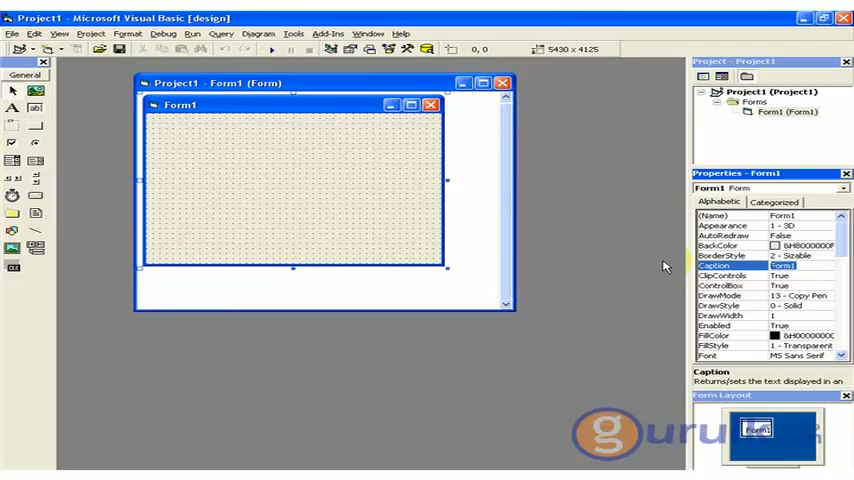 Project1 - Microsoft Visual Basic [design]
File Edit View Project Format Debug Run Query Diagram Tools Add-Ins Window Help
0, 0
5430 x 4125
General
Project1 - Form1 (Form)
Form1
A
ab|
Project - Project1
Project1 (Project1)
Forms
Form1 (Form1)
Properties - Form1
Form1 Form
Alphabetic Categorized
(Name) Form1
Appearance 1 - 3D
AutoRedraw False
BackColor &H8000000F
BorderStyle 2 - Sizable
Caption Form1
ClipControls True
ControlBox True
DrawMode 13 - Copy Pen
DrawStyle 0 - Solid
DrawWidth 1
Enabled True
FillColor &H00000000
FillStyle 1 - Transparent
Font MS Sans Serif
Caption
Returns/sets the text displayed in an
Form Layout
Form1